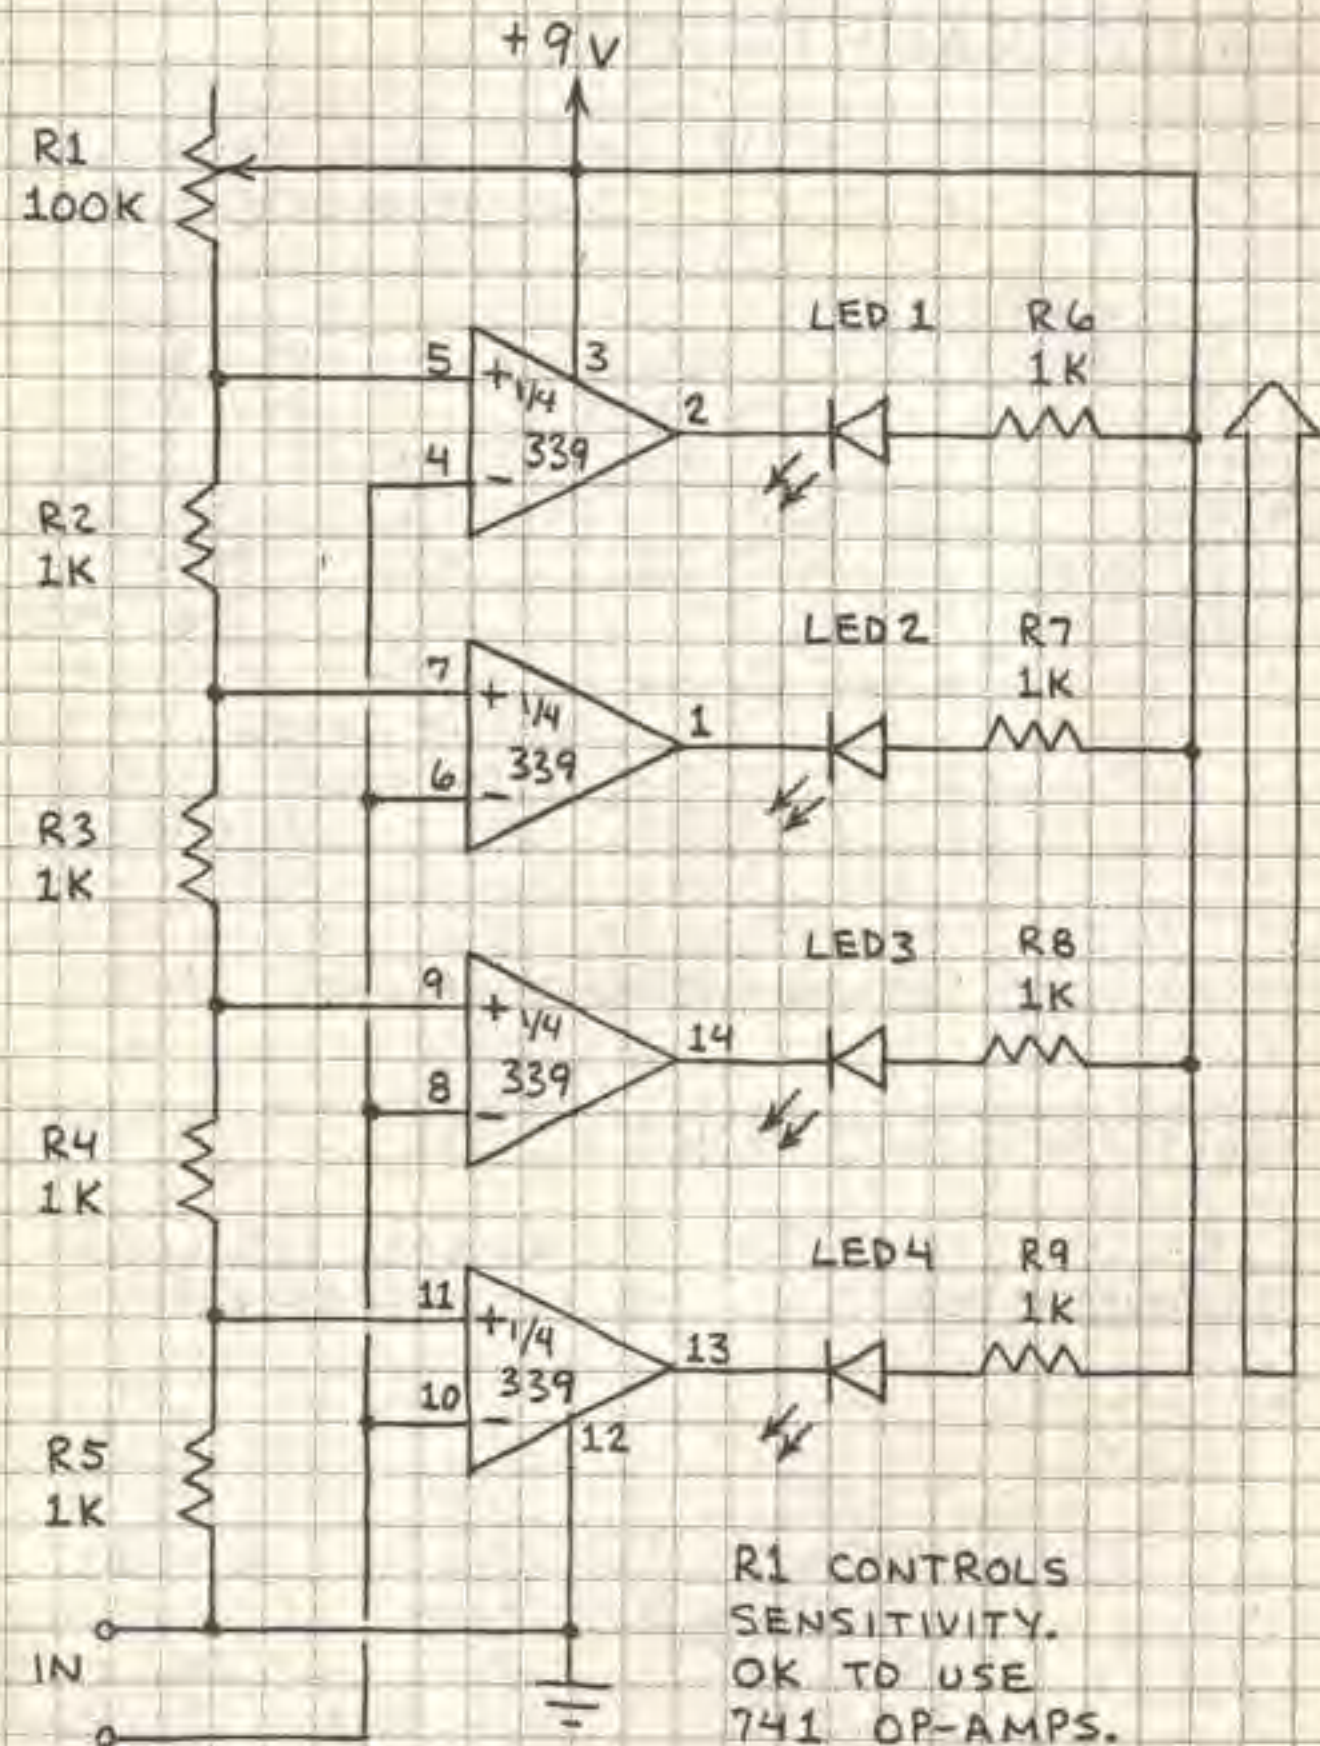 +9V
R1
100K
LED 1
R6
1K
5
+
3
1/4
2
339
4
-
R2
1K
LED2
R7
1K
7
+
1/4
1
339
6
-
R3
1K
LED3
R8
1K
9
+
1/4
14
339
8
-
R4
1K
LED4
R9
1K
11
+
1/4
13
339
10
-
12
R5
1K
IN
R1 CONTROLS
SENSITIVITY.
OK TO USE
741 OP-AMPS.